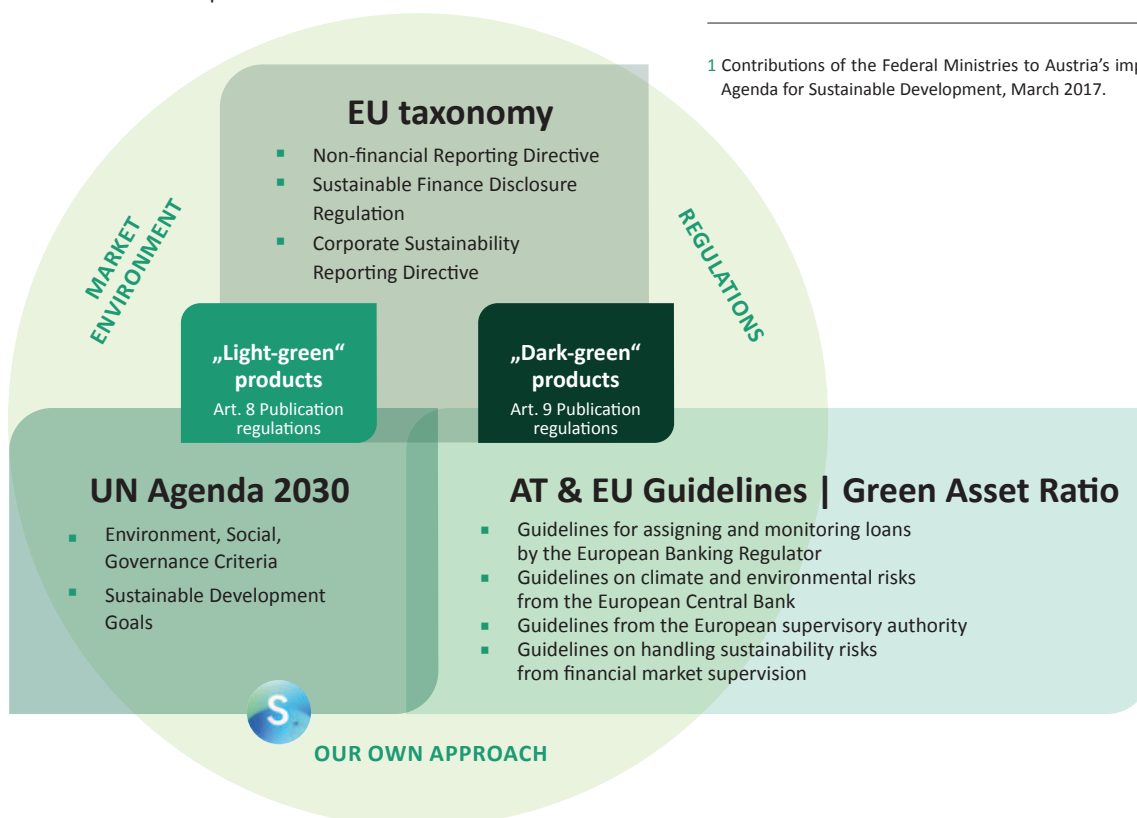 1 Contributions of the Federal Ministries to Austria's
Agenda for Sustainable Development, March 2017.
EU taxonomy
▪ Non-financial Reporting Directive
▪ Sustainable Finance Disclosure
Regulation
▪ Corporate Sustainability
Reporting Directive
MARKET
ENVIRONMENT
REGULATIONS
„Light-green“
products
Art. 8 Publication
regulations
„Dark-green“
products
Art. 9 Publication
regulations
UN Agenda 2030
▪ Environment, Social,
Governance Criteria
▪ Sustainable Development
Goals
AT & EU Guidelines | Green Asset Ratio
▪ Guidelines for assigning and monitoring loans
by the European Banking Regulator
▪ Guidelines on climate and environmental risks
from the European Central Bank
▪ Guidelines from the European supervisory authority
▪ Guidelines on handling sustainability risks
from financial market supervision
S
OUR OWN APPROACH